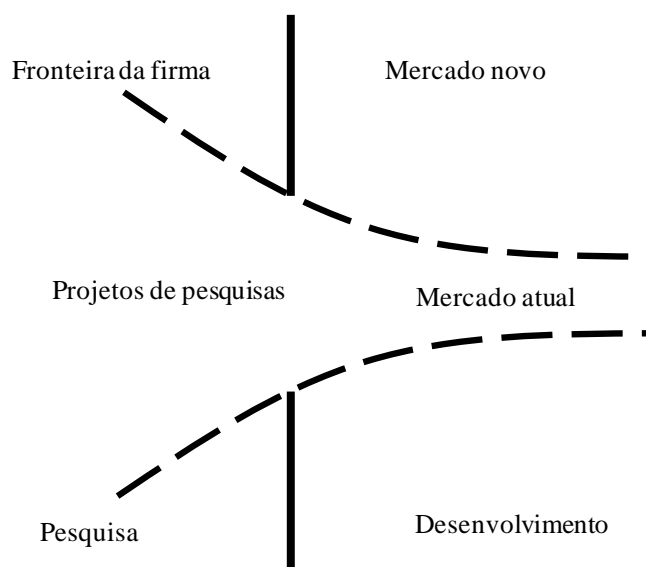 Fronteira da firma
Mercado novo
Projetos de pesquisas
Mercado atual
Pesquisa
Desenvolvimento